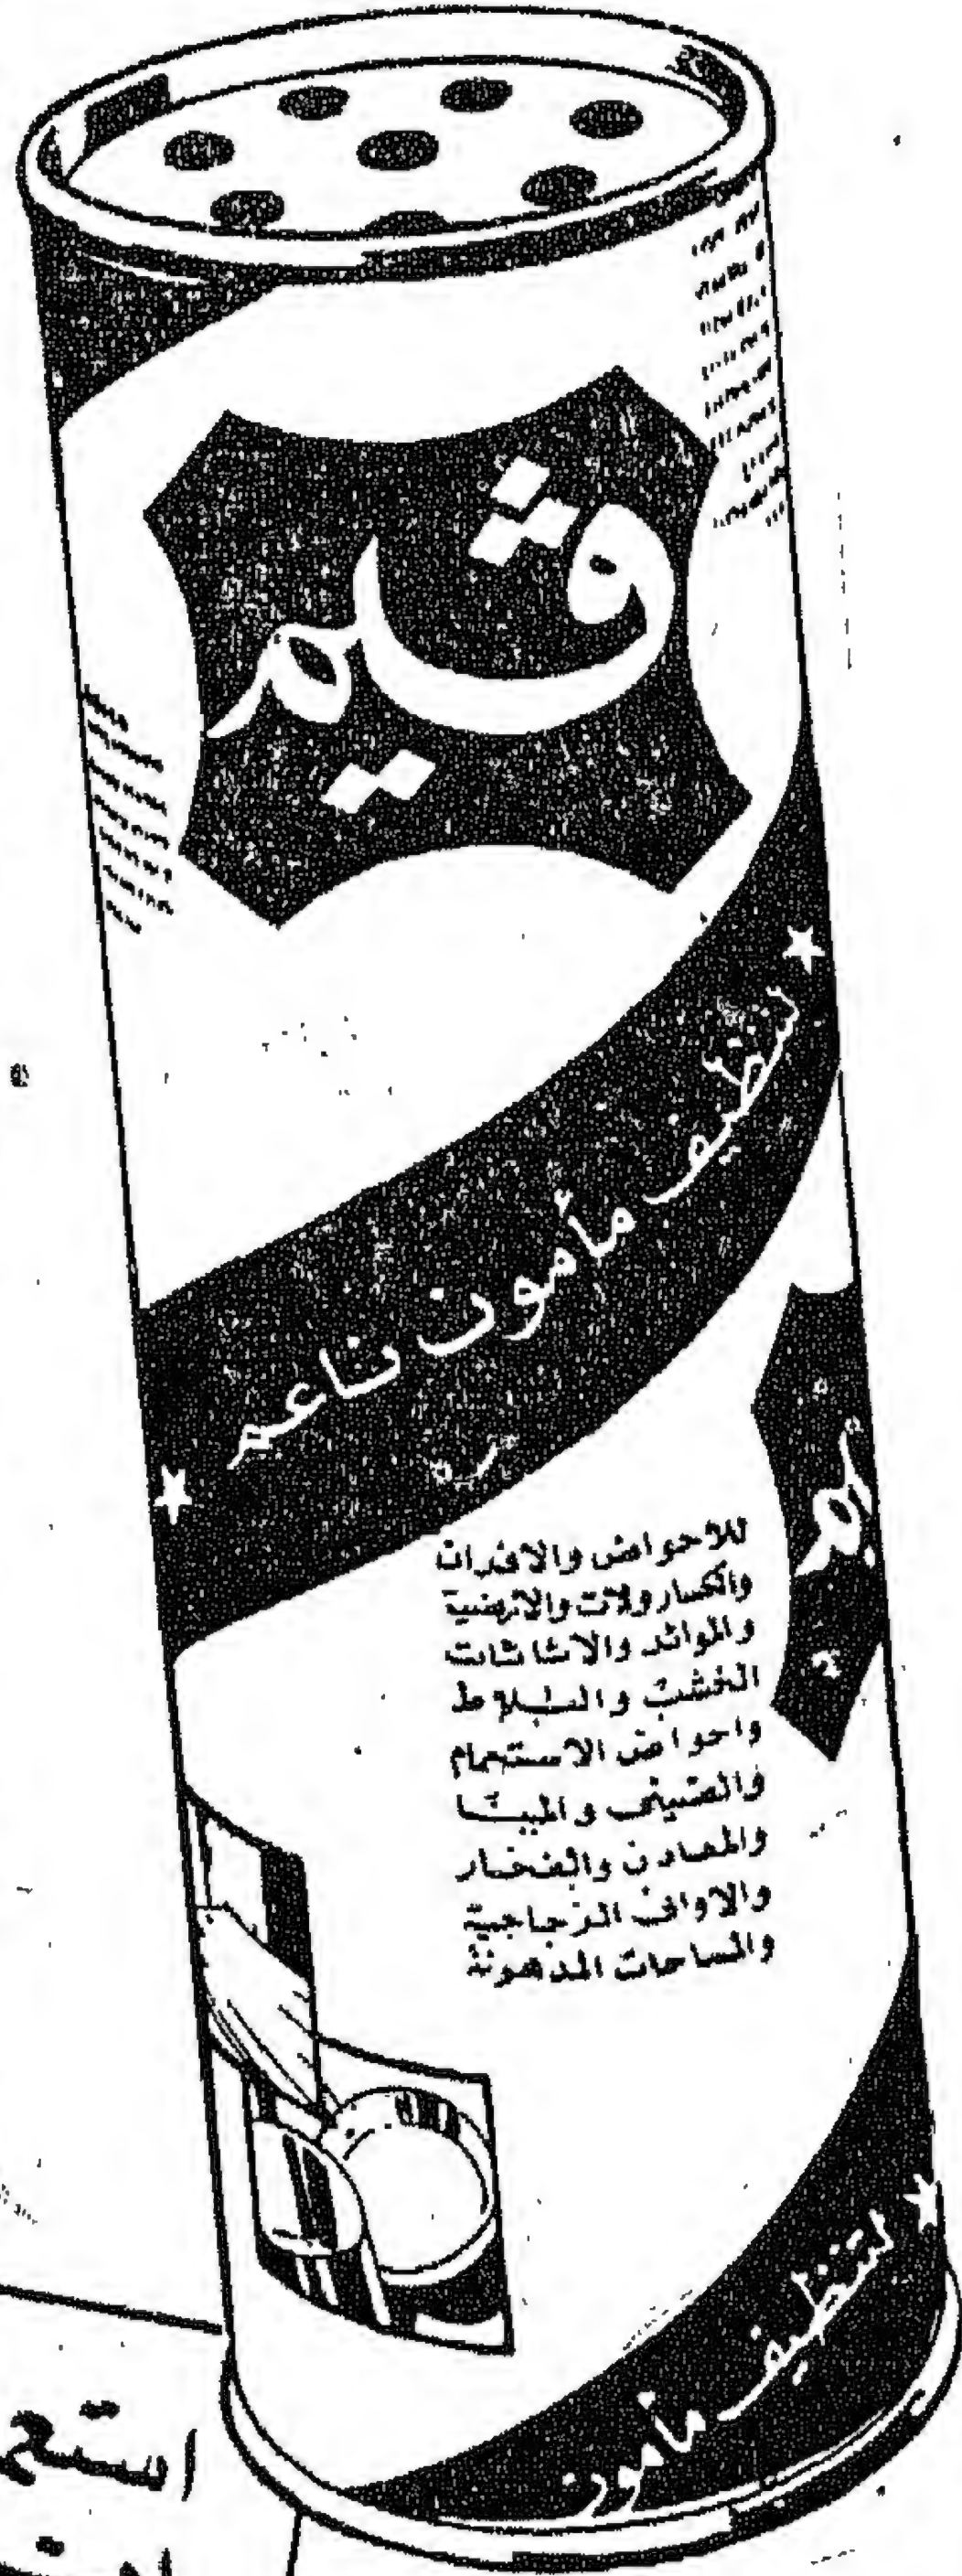 ڤيم
لتنظيف مأمون ناعم
للاحواض والافران
والكسارولات والارضية
والموائد والاثاثات
الخشب والبلاط
واحواض الاستحمام
والصيني والمينا
والمعادن والفخار
والاواني الزجاجية
والمساحات المدهونة
لتنظيف مأمون